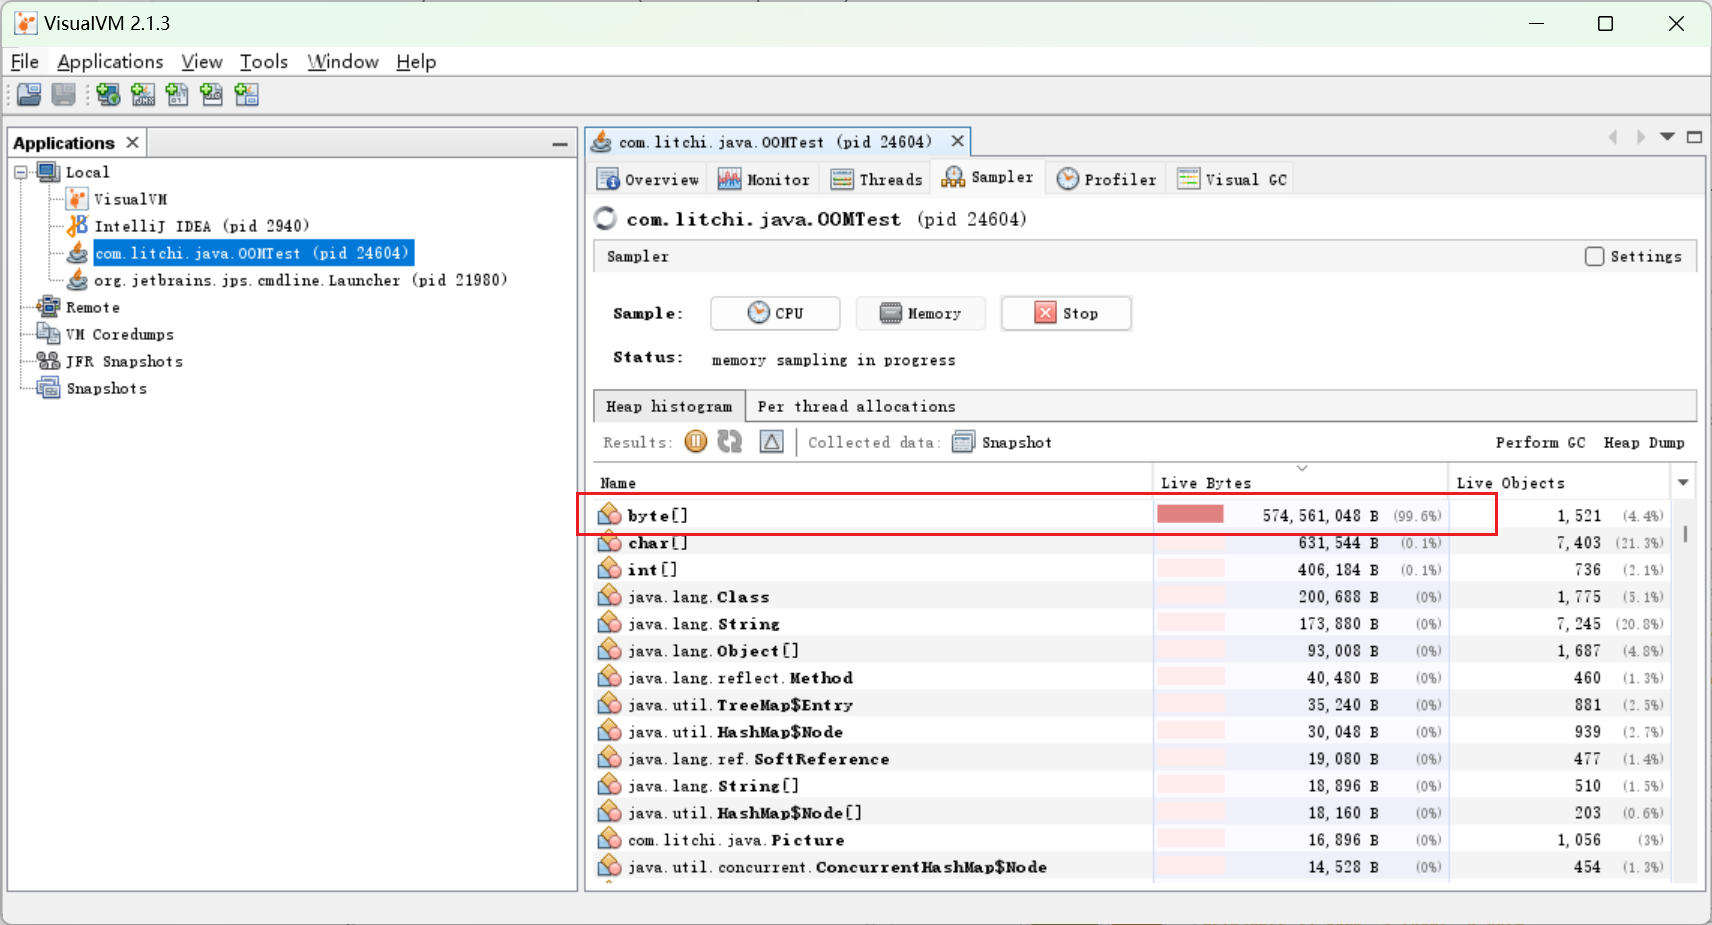 VisualVM 2.1.3
File Applications View Tools Window Help
Applications
Local
VisualVM
IntelliJ IDEA (pid 2940)
com.litchi.java.OOMTest (pid 24604)
org.jetbrains.jps.cmdline.Launcher (pid 21980)
Remote
VM Coredumps
JFR Snapshots
Snapshots
com.litchi.java.OOMTest (pid 24604)
Overview Monitor Threads Sampler Profiler Visual GC
com.litchi.java.OOMTest (pid 24604)
Sampler Settings
Sample: CPU Memory Stop
Status: memory sampling in progress
Heap histogram Per thread allocations
Results: Collected data: Snapshot Perform GC Heap Dump
Name Live Bytes Live Objects
byte[] 574,561,048 B (99.6%) 1,521 (4.4%)
char[] 631,544 B (0.1%) 7,403 (21.3%)
int[] 406,184 B (0.1%) 736 (2.1%)
java.lang.Class 200,688 B (0%) 1,775 (5.1%)
java.lang.String 173,880 B (0%) 7,245 (20.8%)
java.lang.Object[] 93,008 B (0%) 1,687 (4.8%)
java.lang.reflect.Method 40,480 B (0%) 460 (1.3%)
java.util.TreeMap$Entry 35,240 B (0%) 881 (2.5%)
java.util.HashMap$Node 30,048 B (0%) 939 (2.7%)
java.lang.ref.SoftReference 19,080 B (0%) 477 (1.4%)
java.lang.String[] 18,896 B (0%) 510 (1.5%)
java.util.HashMap$Node[] 18,160 B (0%) 203 (0.6%)
com.litchi.java.Picture 16,896 B (0%) 1,056 (3%)
java.util.concurrent.ConcurrentHashMap$Node 14,528 B (0%) 454 (1.3%)